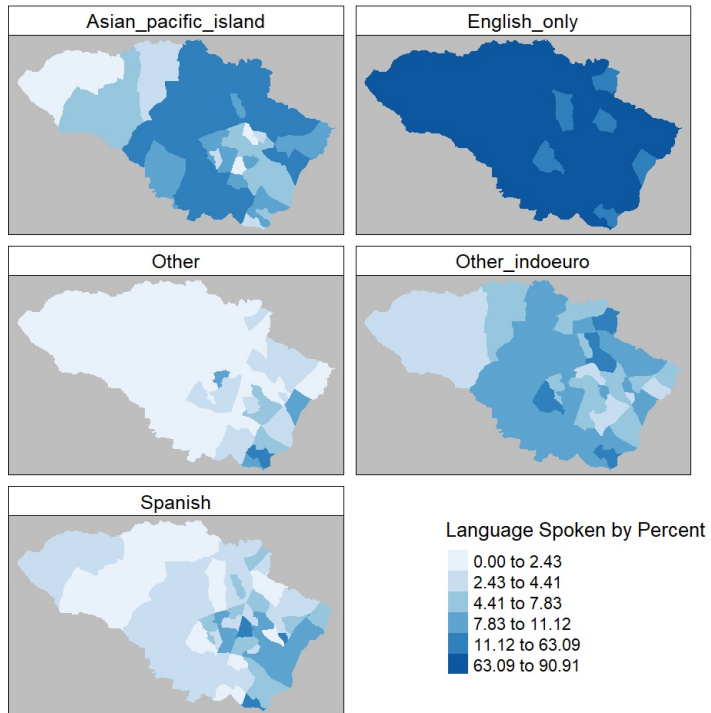 Asian_pacific_island
English_only
Other
Other_indoeuro
Spanish
Language Spoken by Percent
0.00 to 2.43
2.43 to 4.41
4.41 to 7.83
7.83 to 11.12
11.12 to 63.09
63.09 to 90.91